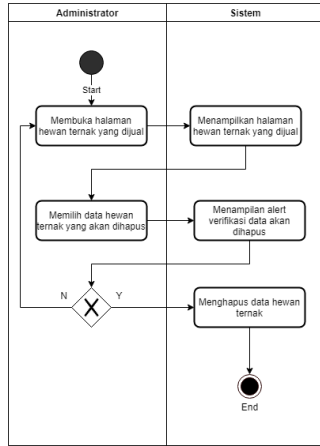 Administrator
Sistem
Start
Membuka halaman
hewan ternak yang dijual
Menampilkan halaman
hewan ternak yang dijual
Memilih data hewan
ternak yang akan dihapus
Menampilan alert
verifikasi data akan
dihapus
N
Y
Menghapus data hewan
ternak
End